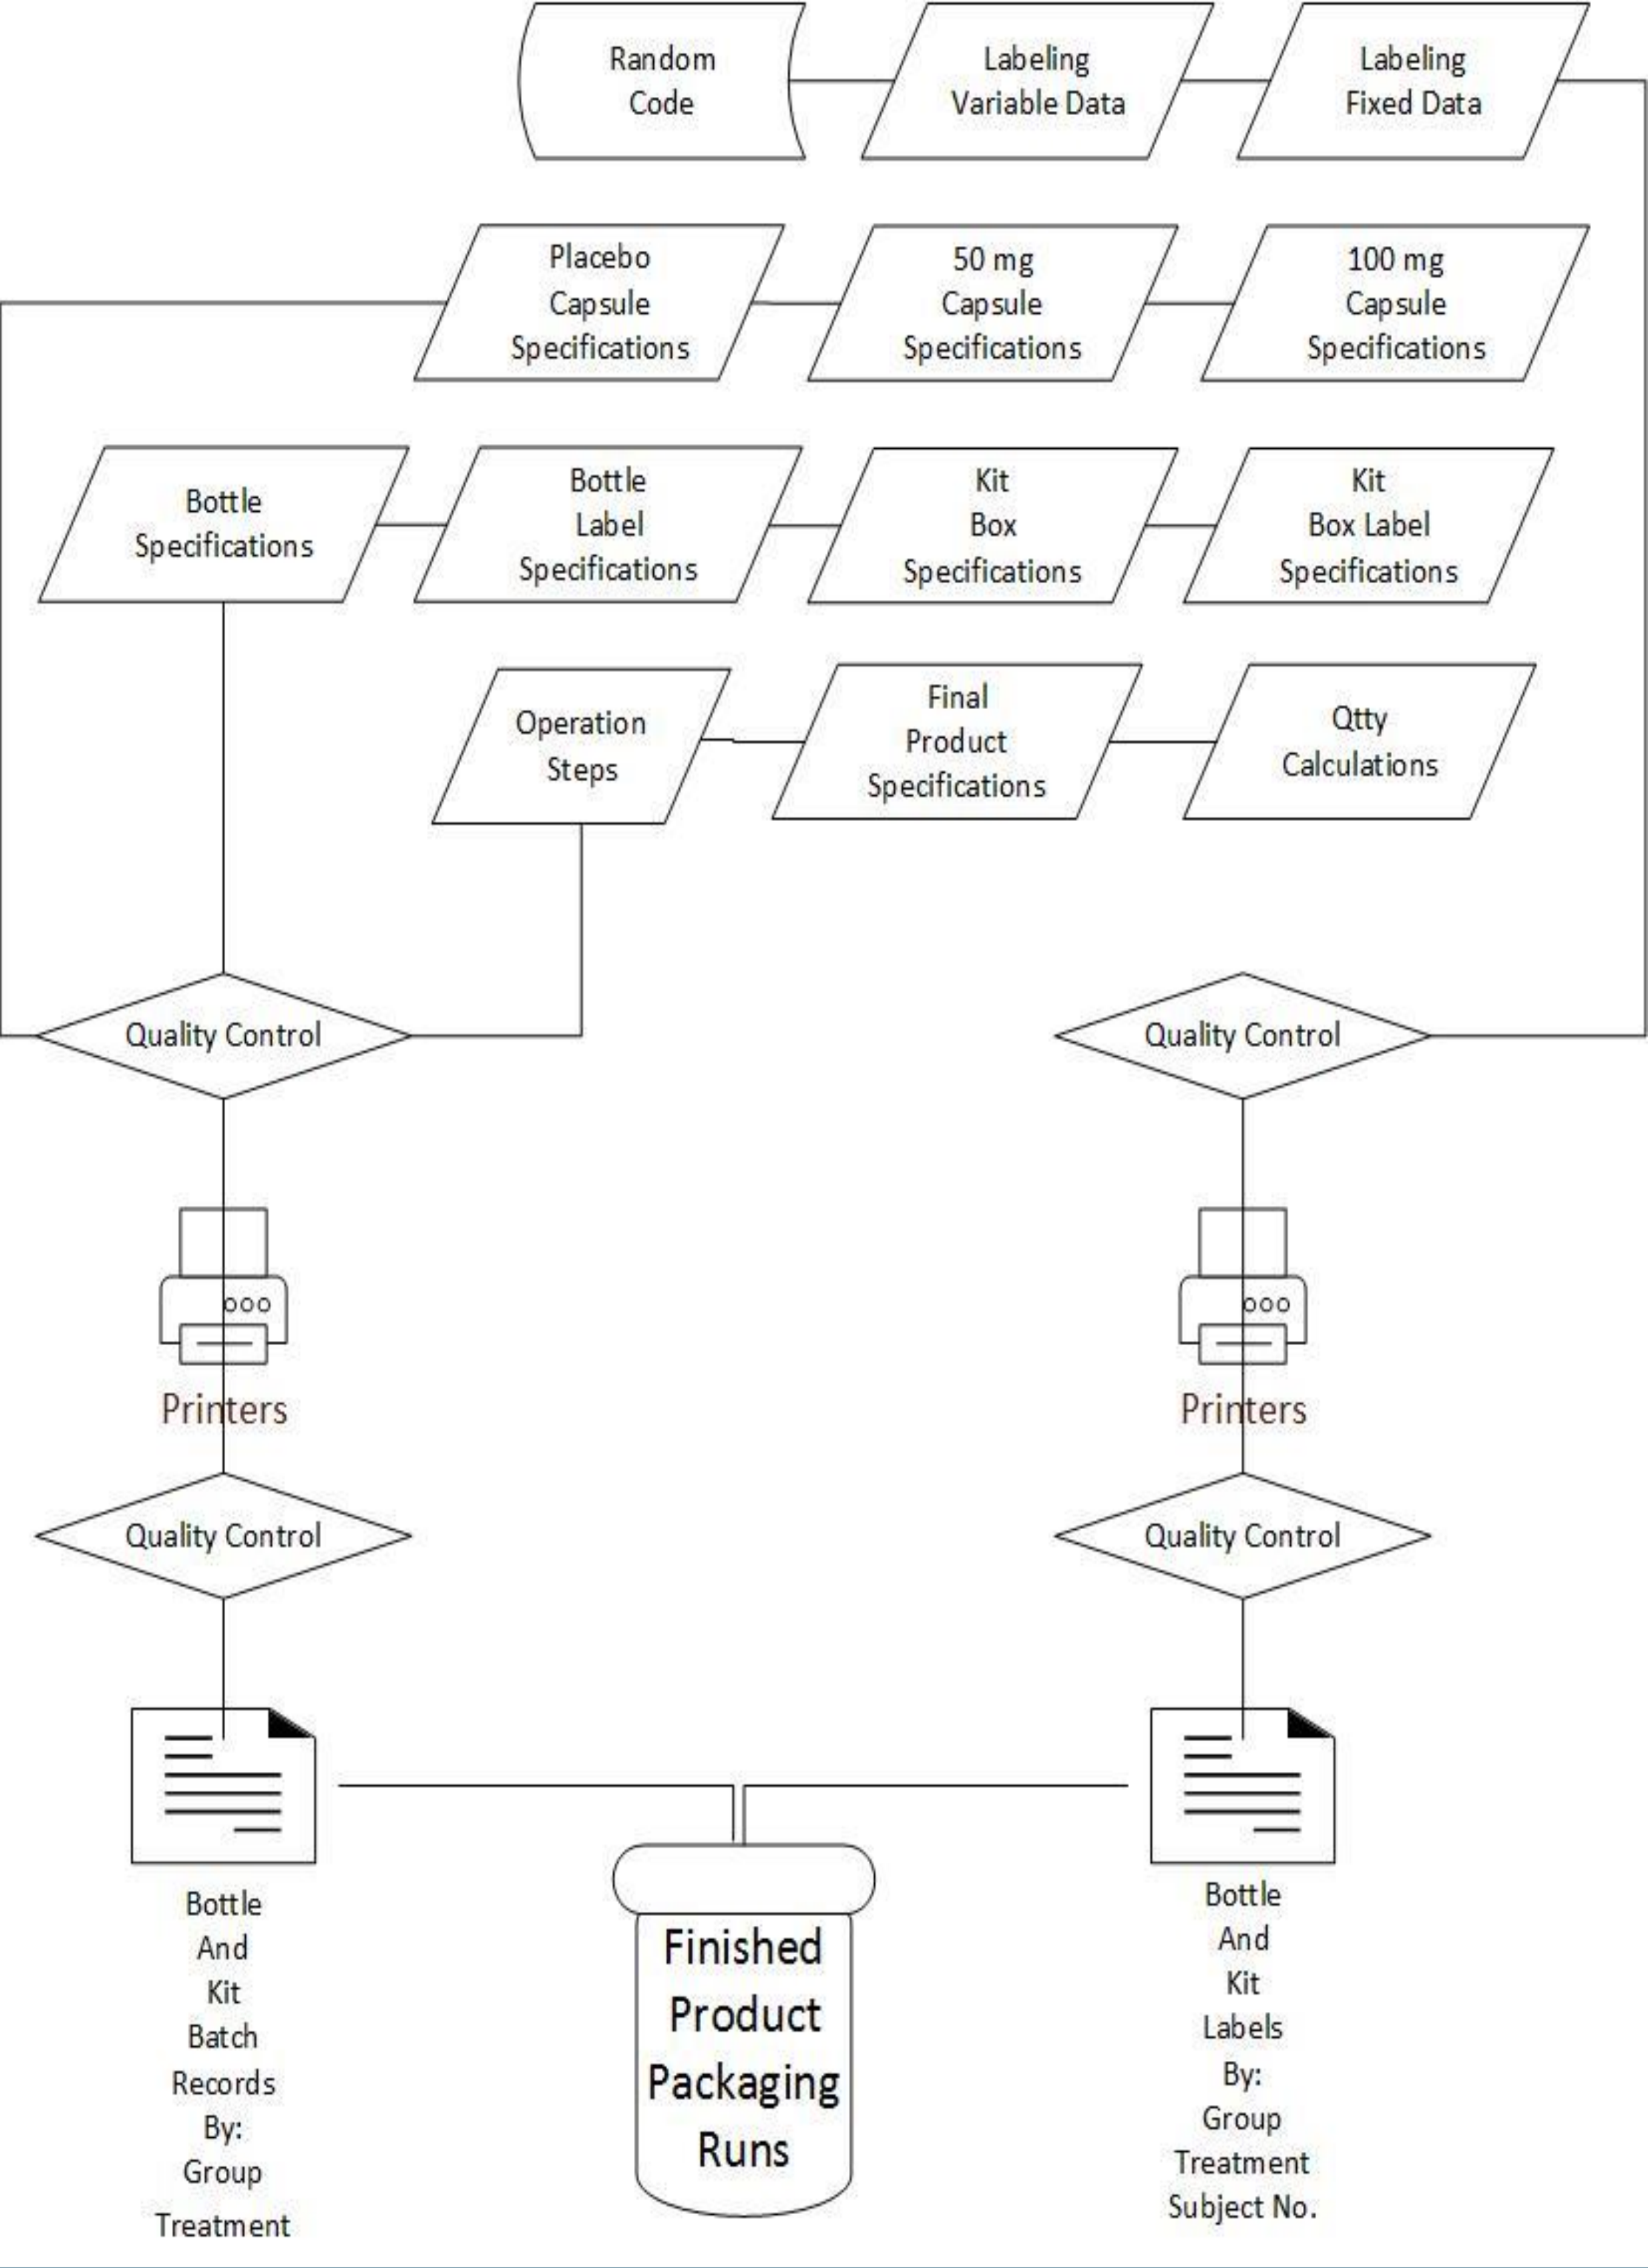 Random
Code
Labeling
Variable Data
Labeling
Fixed Data
Placebo
Capsule
Specifications
50 mg
Capsule
Specifications
100 mg
Capsule
Specifications
Bottle
Specifications
Bottle
Label
Specifications
Kit
Box
Specifications
Kit
Box Label
Specifications
Operation
Steps
Final
Product
Specifications
Qtty
Calculations
Quality Control
Quality Control
Printers
Printers
Quality Control
Quality Control
Bottle
And
Kit
Batch
Records
By:
Group
Treatment
Finished
Product
Packaging
Runs
Bottle
And
Kit
Labels
By:
Group
Treatment
Subject No.